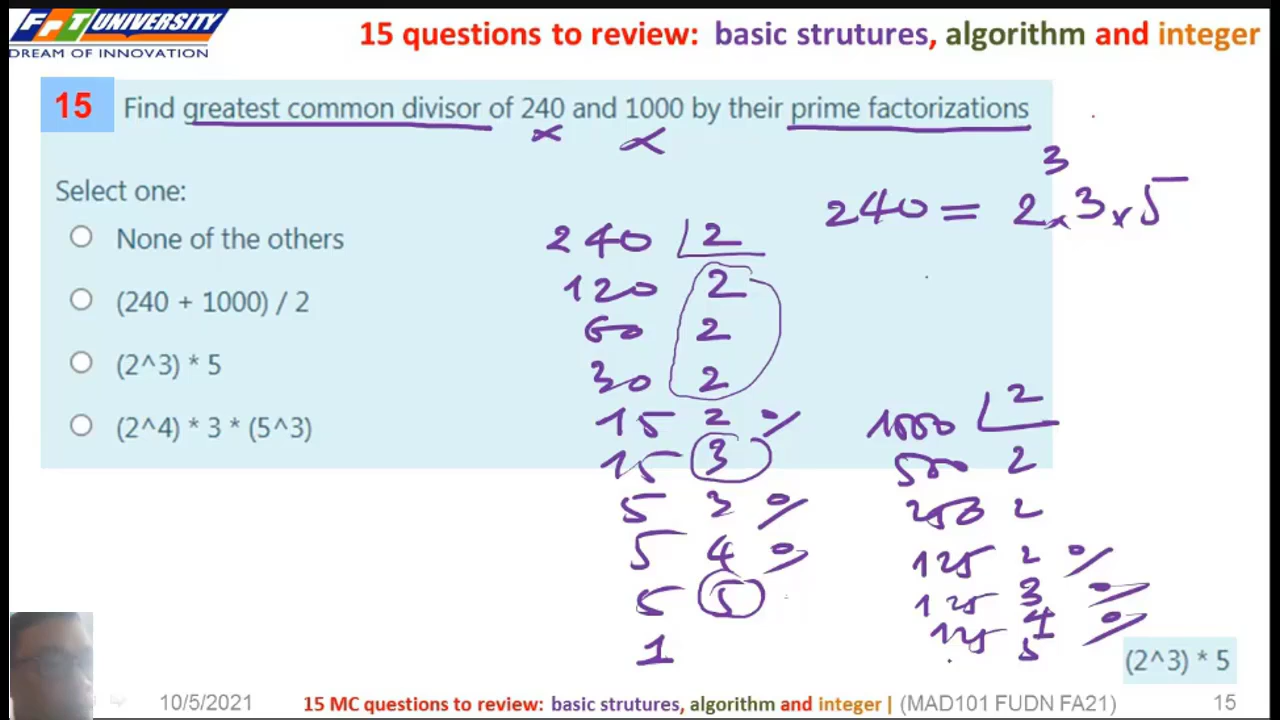 FPT UNIVERSITY
DREAM OF INNOVATION
15 questions to review: basic strutures, algorithm and integer
15 Find greatest common divisor of 240 and 1000 by their prime factorizations
Select one:
None of the others
(240 + 1000) / 2
(2^3) * 5
(2^4) * 3 * (5^3)
240 = 2^3 x 3 x 5
240 2
120 2
60 2
30 2
15 2 %
15 3
5 3 %
5 4 %
5 5
1
1000 2
500 2
250 2
125 2 %
125 3 %
125 4 %
5
(2^3) * 5
10/5/2021 15 MC questions to review: basic strutures, algorithm and integer | (MAD101 FUDN FA21) 15